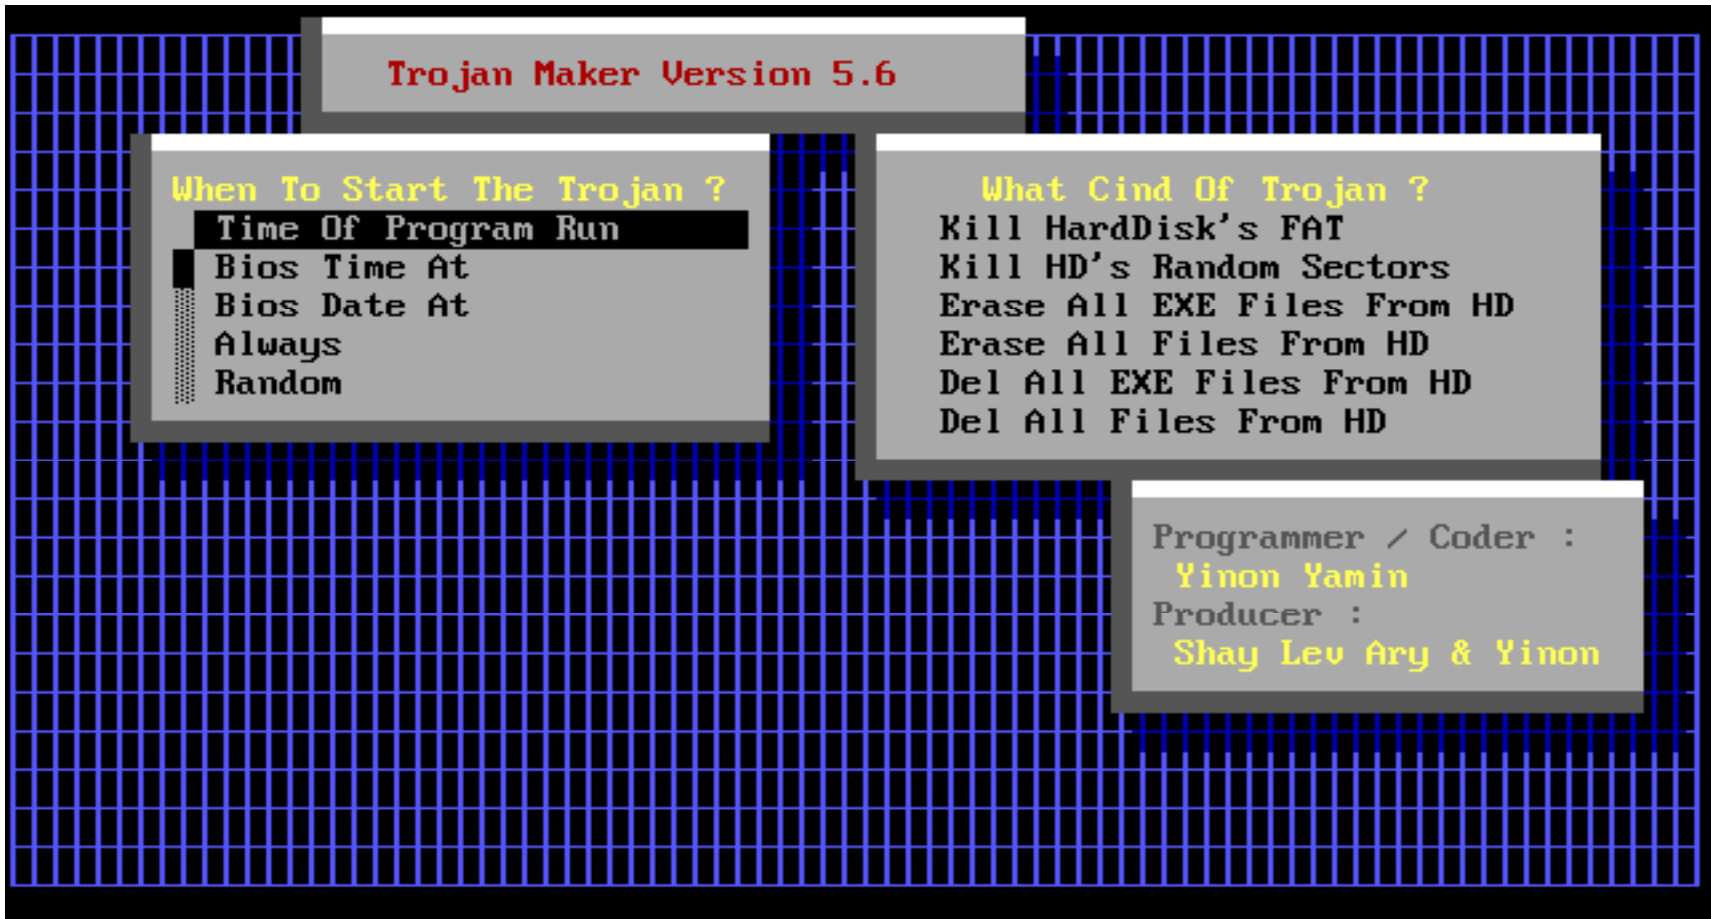 Trojan Maker Version 5.6
When To Start The Trojan ?
Time Of Program Run
Bios Time At
Bios Date At
Always
Random
What Cind Of Trojan ?
Kill HardDisk's FAT
Kill HD's Random Sectors
Erase All EXE Files From HD
Erase All Files From HD
Del All EXE Files From HD
Del All Files From HD
Programmer / Coder :
Yinon Yamin
Producer :
Shay Lev Ary & Yinon